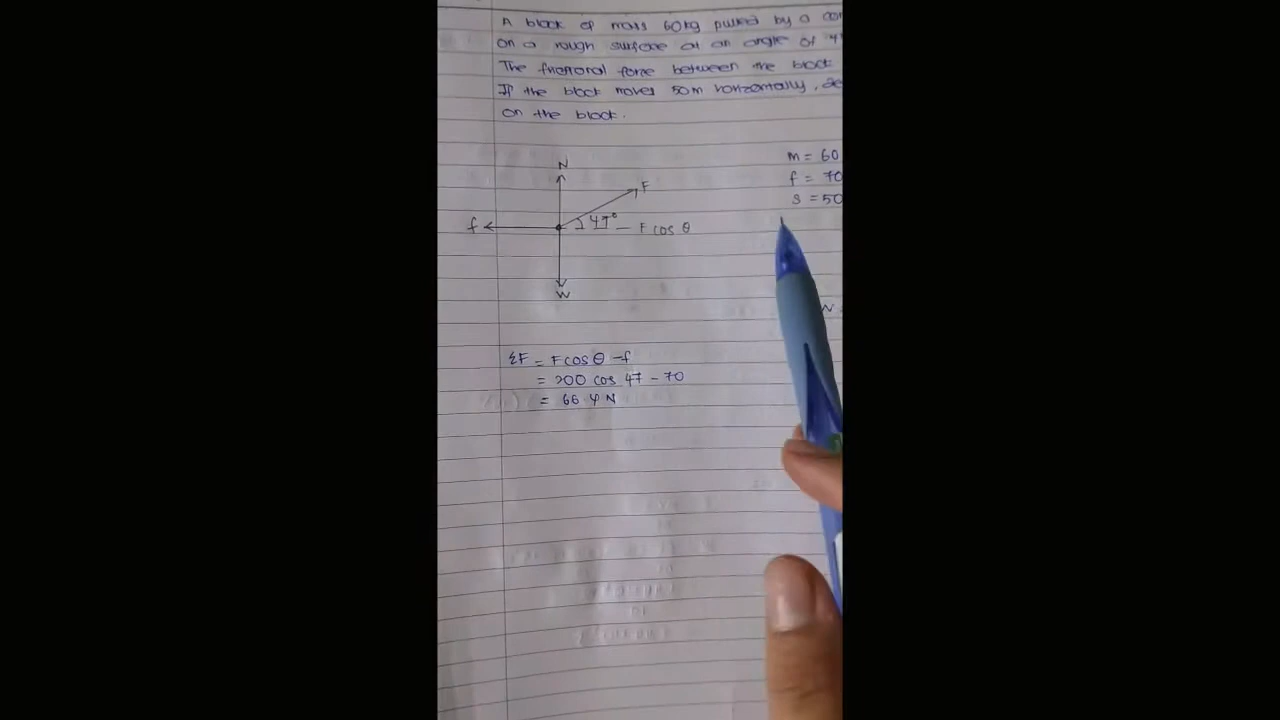 A block of mass 60kg pulled by a
on a rough surface at an angle of
The frictional force between the block
If the block moves 50m horizontally,
on the block.
N
m = 60
F
f = 70
s = 50
f
47°
F cos θ
W
N
ΣF = F cos θ - f
= 200 cos 47 - 70
= 66.4 N